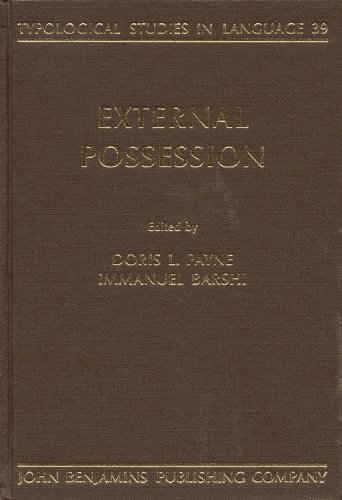 TYPOLOGICAL STUDIES IN LANGUAGE 39
EXTERNAL
POSSESSION
Edited by
DORIS L. PAYNE
IMMANUEL BARSHI
JOHN BENJAMINS PUBLISHING COMPANY